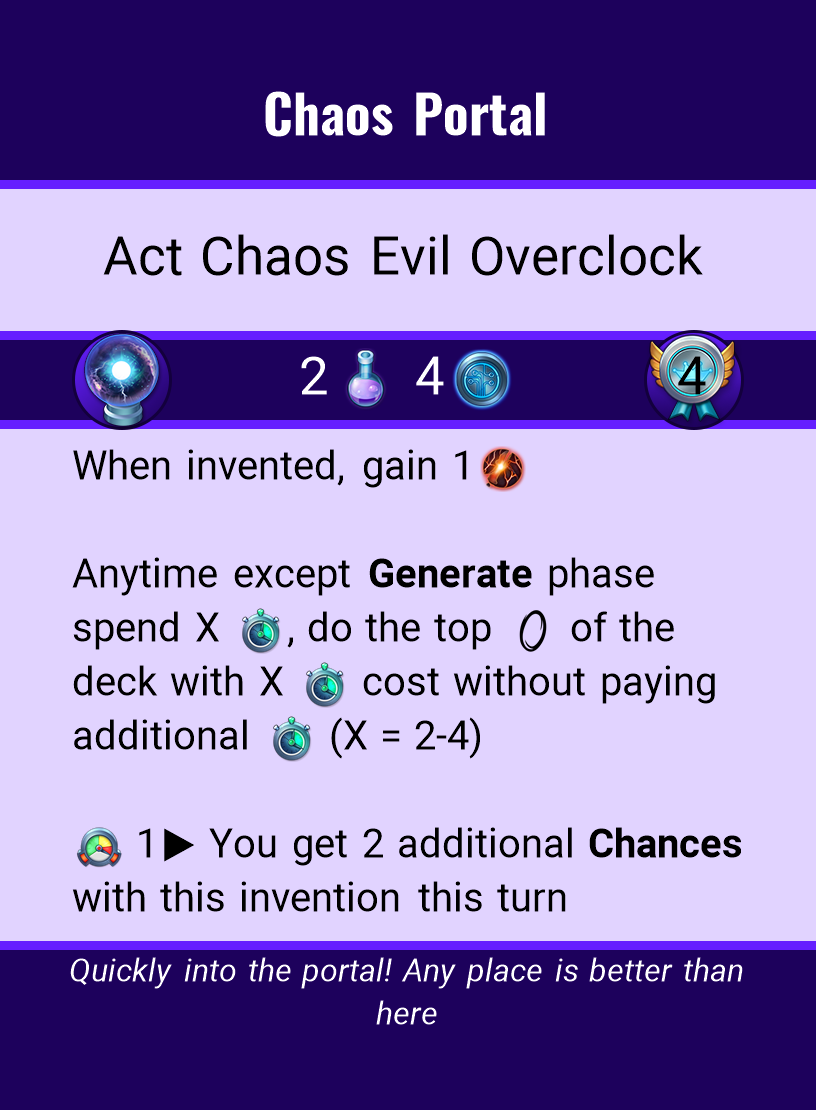 Chaos Portal
Act Chaos Evil Overclock
2 4 4
When invented, gain 1
Anytime except Generate phase
spend X , do the top of the
deck with X cost without paying
additional (X = 2-4)
1▶ You get 2 additional Chances
with this invention this turn
Quickly into the portal! Any place is better than
here